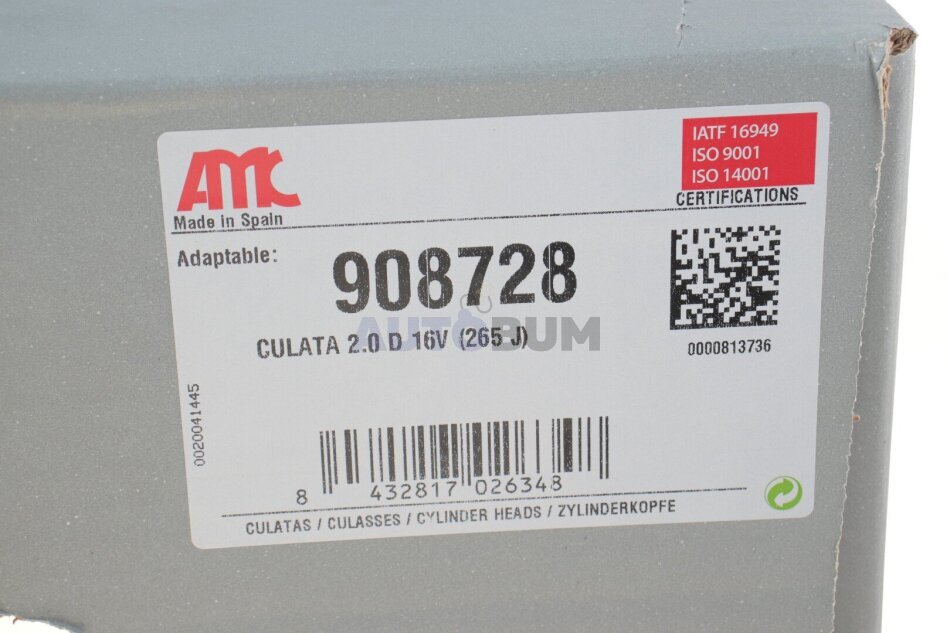 AMC
Made in Spain
IATF 16949
ISO 9001
ISO 14001
CERTIFICATIONS
Adaptable:
908728
AUTOBUM
CULATA 2.0 D 16V (265 J)
0000813736
0020041445
8 432817 026348
CULATAS / CULASSES / CYLINDER HEADS / ZYLINDERKOPFE